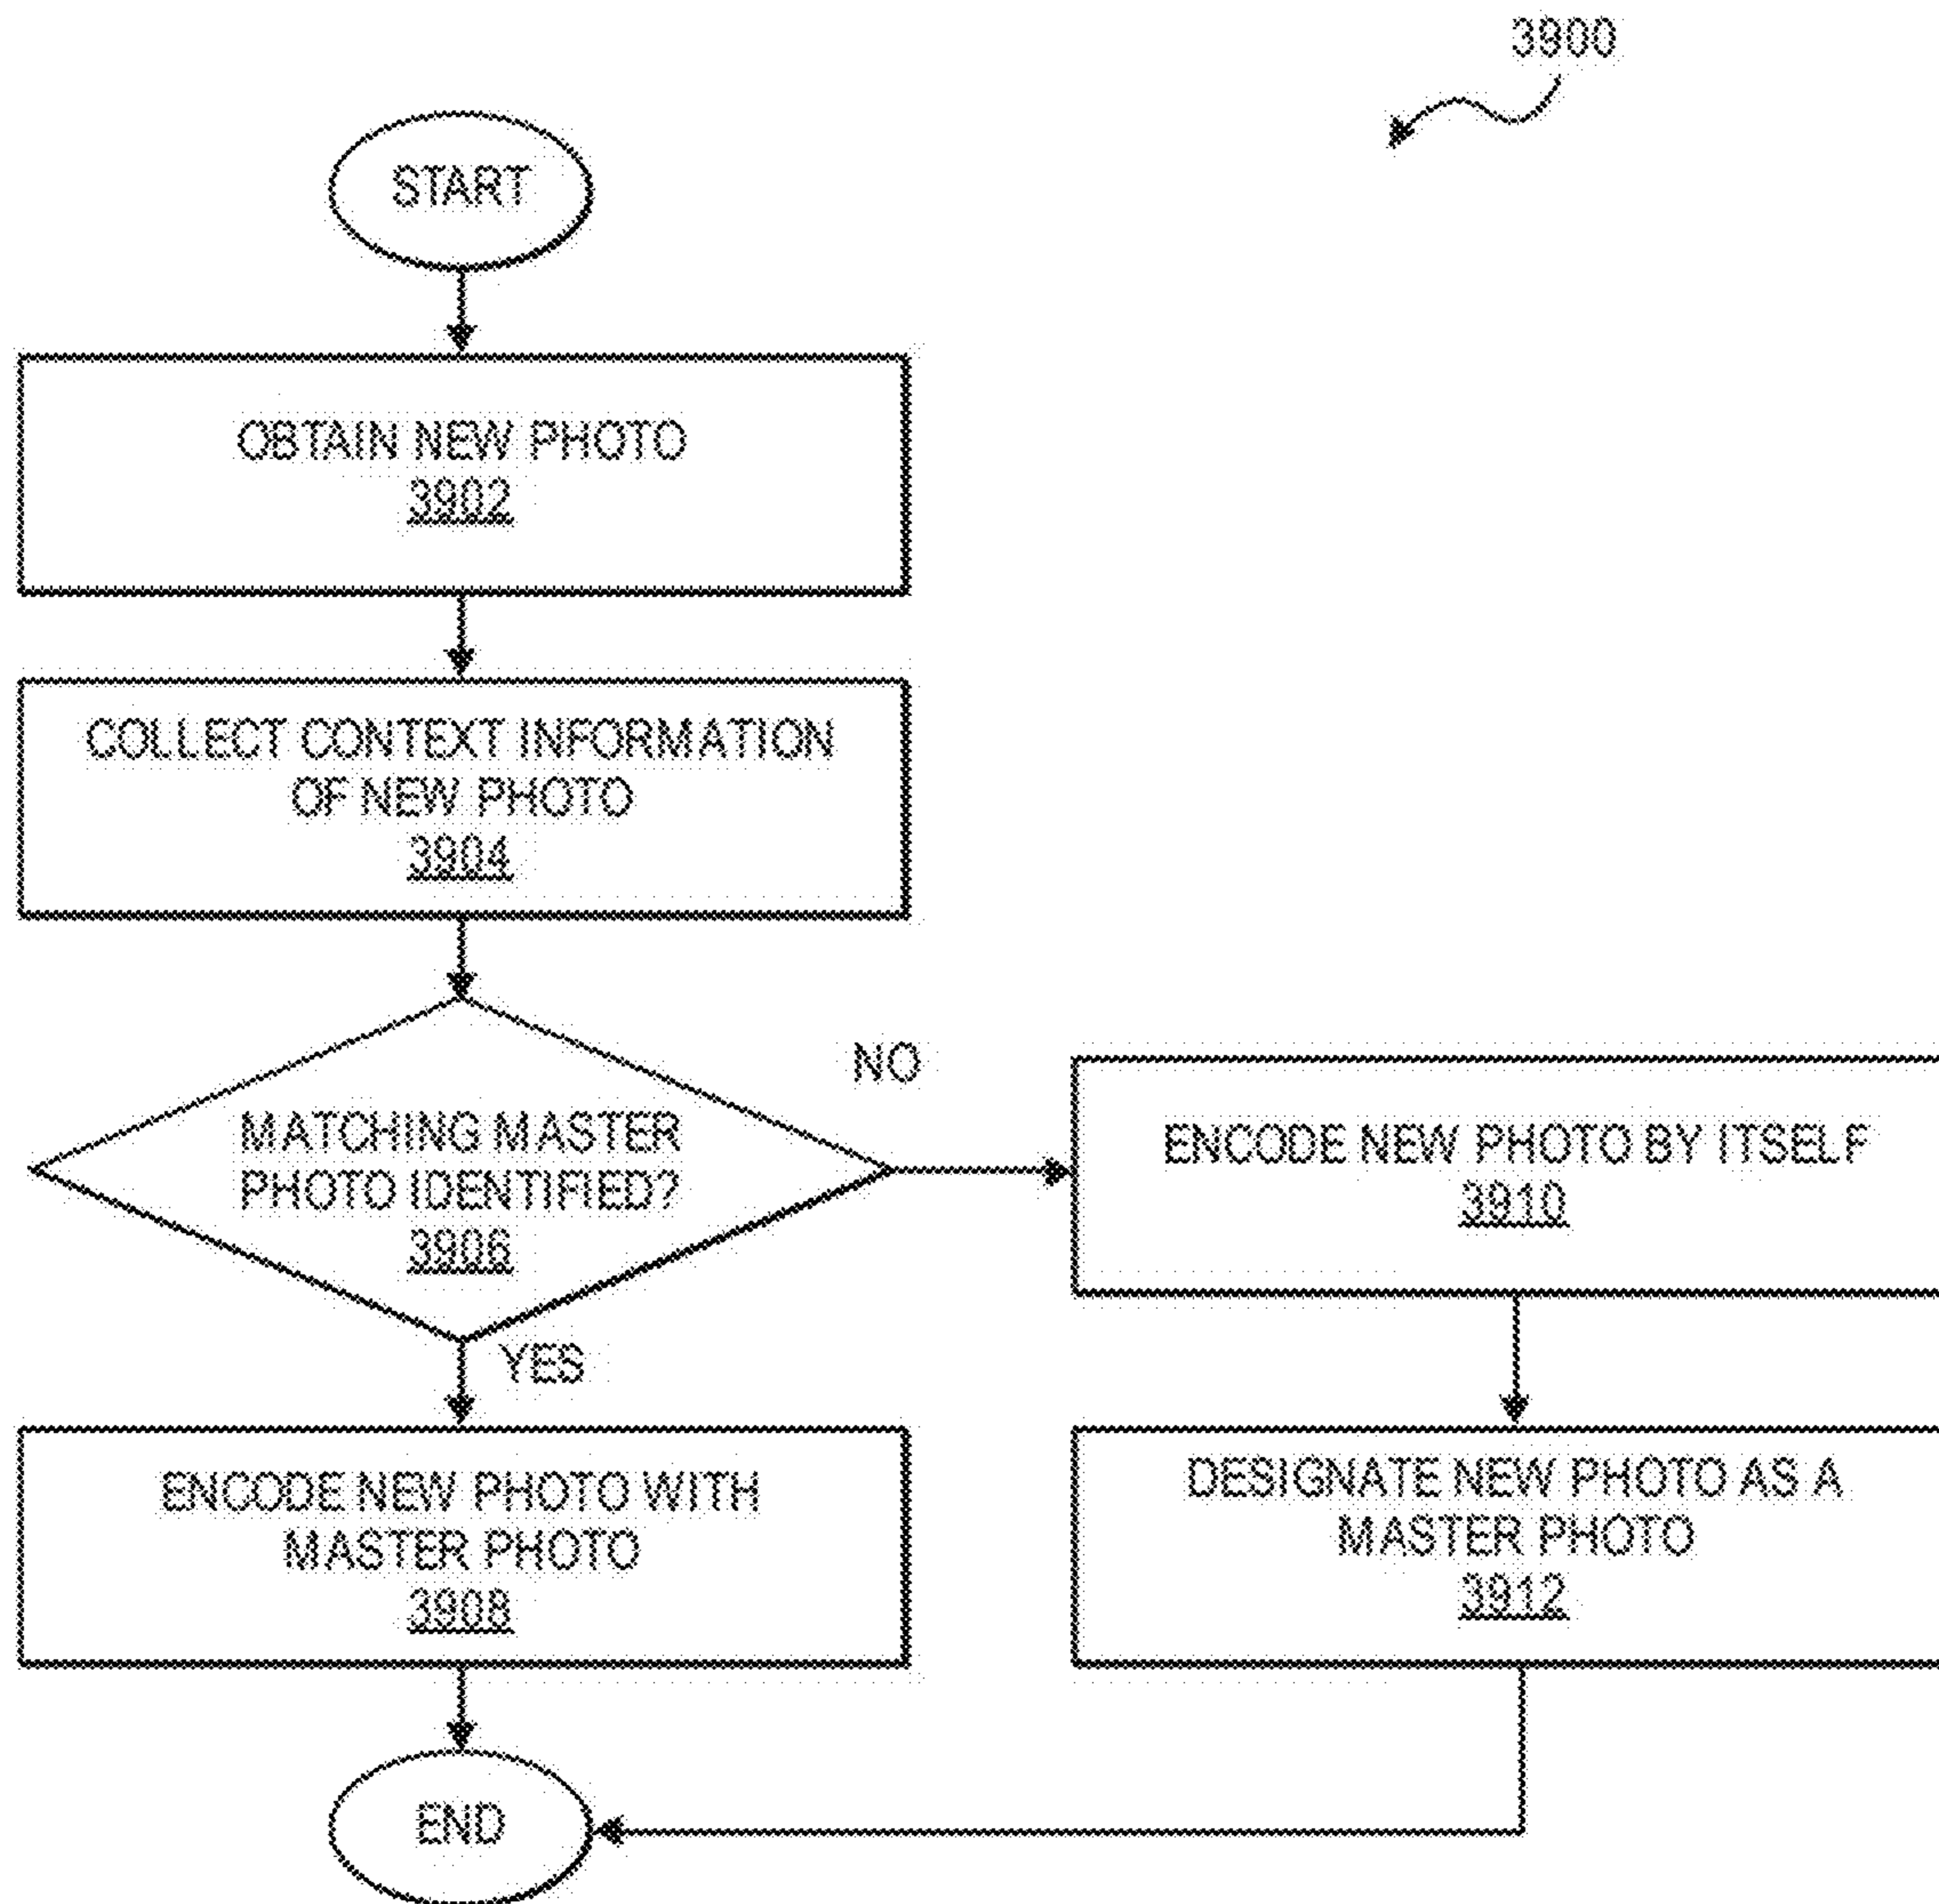 3900
START
OBTAIN NEW PHOTO
3902
COLLECT CONTEXT INFORMATION
OF NEW PHOTO
3904
MATCHING MASTER
PHOTO IDENTIFIED?
3906
NO
YES
ENCODE NEW PHOTO BY ITSELF
3910
ENCODE NEW PHOTO WITH
MASTER PHOTO
3908
DESIGNATE NEW PHOTO AS A
MASTER PHOTO
3912
END